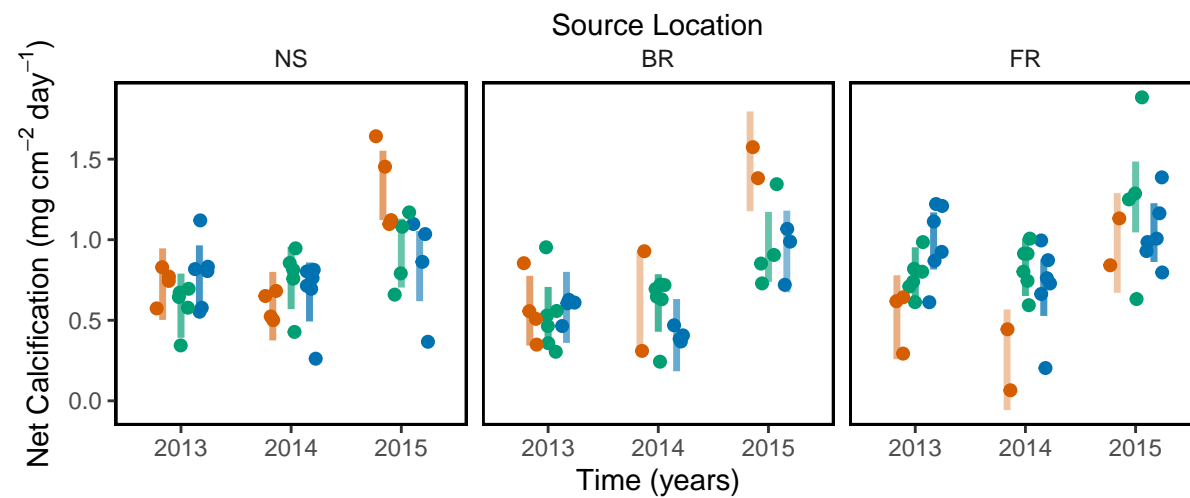 Source Location
NS BR FR
Net Calcification (mg cm⁻² day⁻¹)
1.5
1.0
0.5
0.0
2013 2014 2015 2013 2014 2015 2013 2014 2015
Time (years)